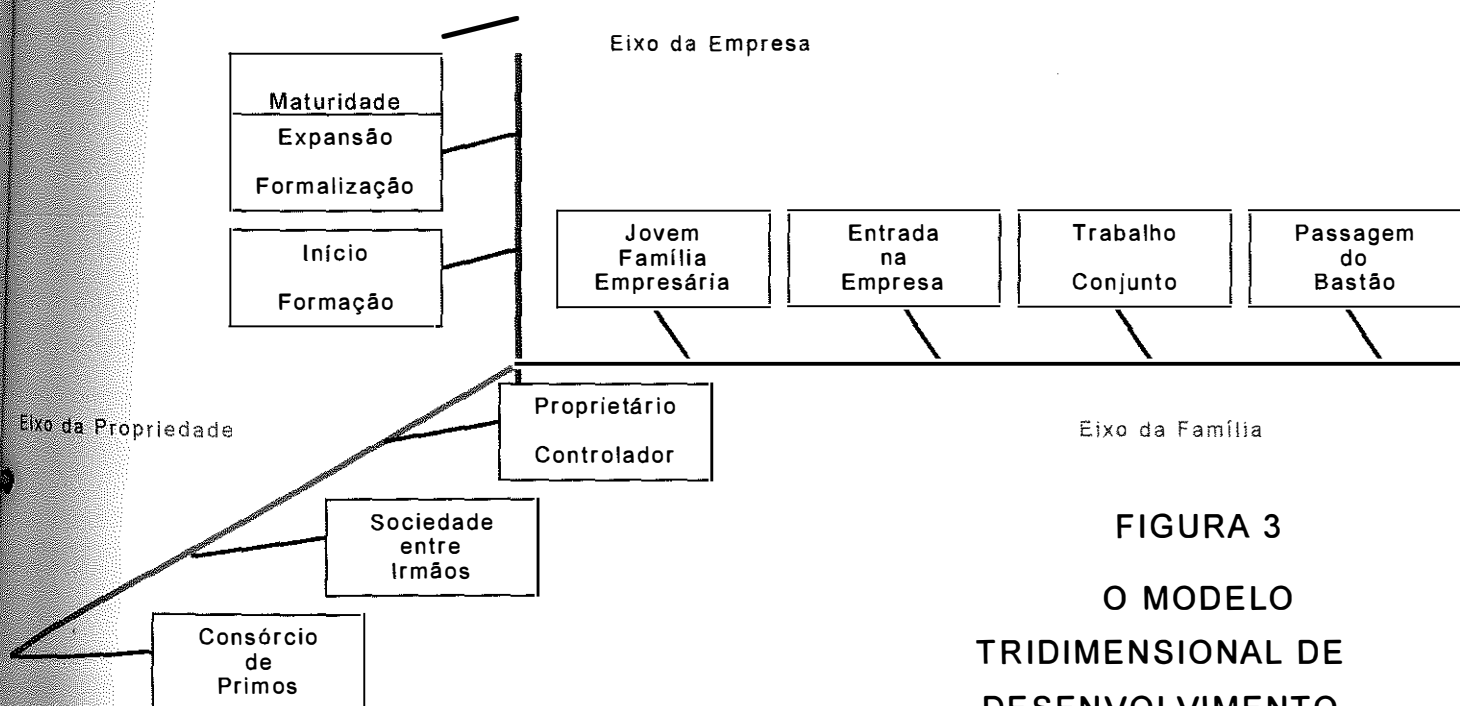 Eixo da Empresa
Maturidade
Expansão
Formalização
Início
Formação
Jovem
Família
Empresária
Entrada
na
Empresa
Trabalho
Conjunto
Passagem
do
Bastão
Eixo da Propriedade
Proprietário
Controlador
Eixo da Família
Sociedade
entre
Irmãos
Consórcio
de
Primos
FIGURA 3
O MODELO
TRIDIMENSIONAL DE
DESENVOLVIMENTO